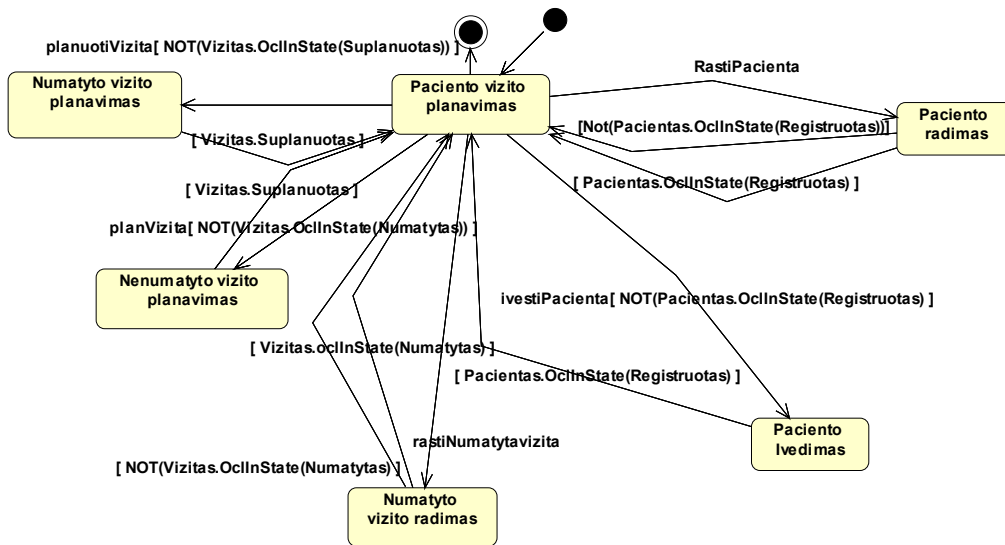 planuotiVizita[ NOT(Vizitas.OclInState(Suplanuotas)) ]
RastiPacienta
Numatyto vizito
planavimas
Paciento vizito
planavimas
Paciento
radimas
[Not(Pacientas.OclInState(Registruotas))]
[ Vizitas.Suplanuotas ]
[ Pacientas.OclInState(Registruotas) ]
[ Vizitas.Suplanuotas ]
planVizita[ NOT(Vizitas.OclInState(Numatytas)) ]
Nenumatyto vizito
planavimas
ivestiPacienta[ NOT(Pacientas.OclInState(Registruotas) ]
[ Vizitas.oclInState(Numatytas) ]
[ Pacientas.OclInState(Registruotas) ]
Paciento
Ivedimas
rastiNumatytavizita
[ NOT(Vizitas.OclInState(Numatytas) ]
Numatyto
vizito radimas